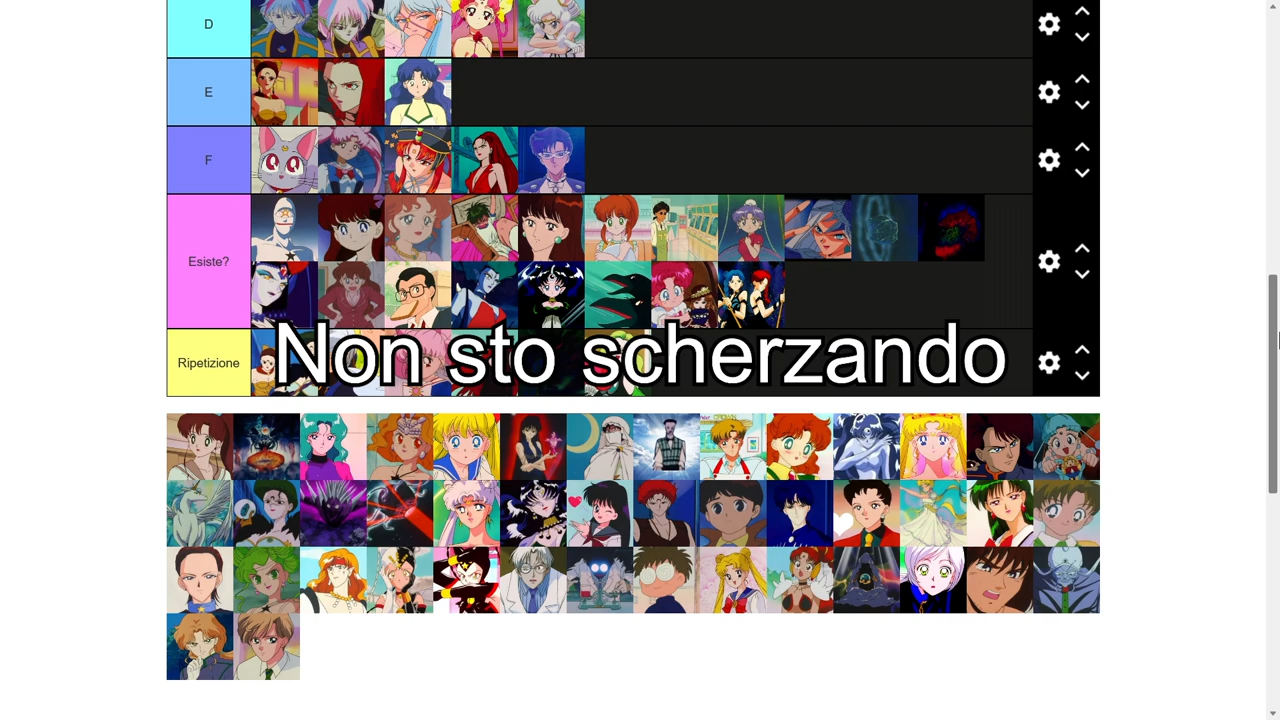 D
E
F
Esiste?
Ripetizione
Non sto scherzando